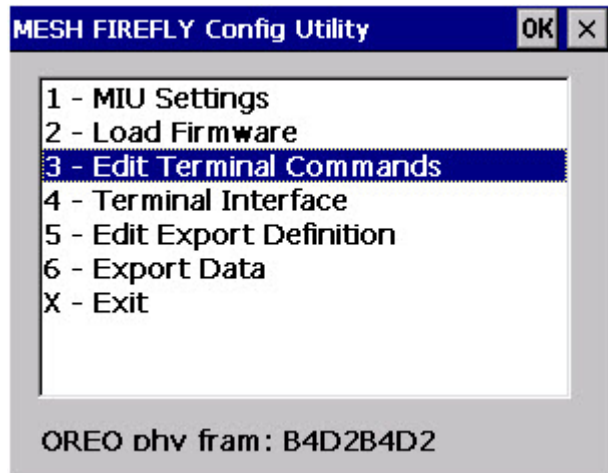 MESH FIREFLY Config Utility OK ×
1 - MIU Settings
2 - Load Firmware
3 - Edit Terminal Commands
4 - Terminal Interface
5 - Edit Export Definition
6 - Export Data
X - Exit
OREO phy fram: B4D2B4D2